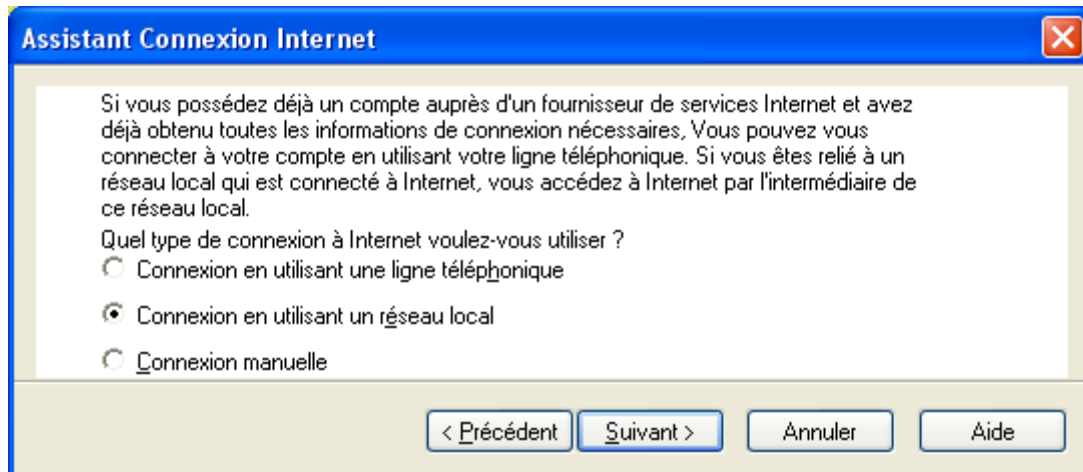 Assistant Connexion Internet
Si vous possédez déjà un compte auprès d'un fournisseur de services Internet et avez
déjà obtenu toutes les informations de connexion nécessaires, Vous pouvez vous
connecter à votre compte en utilisant votre ligne téléphonique. Si vous êtes relié à un
réseau local qui est connecté à Internet, vous accédez à Internet par l'intermédiaire de
ce réseau local.
Quel type de connexion à Internet voulez-vous utiliser ?
Connexion en utilisant une ligne téléphonique
Connexion en utilisant un réseau local
Connexion manuelle
< Précédent Suivant > Annuler Aide